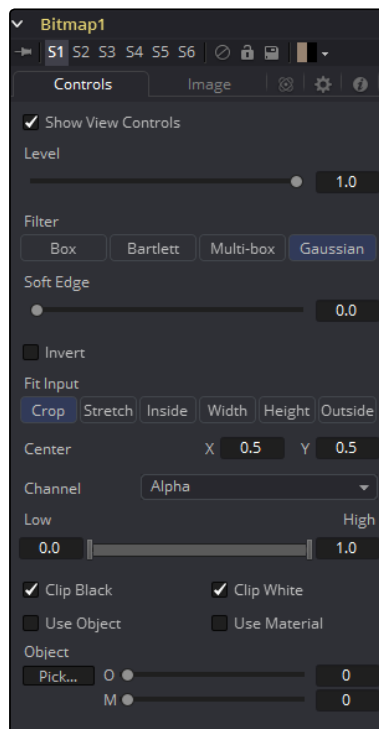 Bitmap1
S1 S2 S3 S4 S5 S6
Controls Image
Show View Controls
Level
1.0
Filter
Box Bartlett Multi-box Gaussian
Soft Edge
0.0
Invert
Fit Input
Crop Stretch Inside Width Height Outside
Center X 0.5 Y 0.5
Channel Alpha
Low High
0.0 1.0
Clip Black Clip White
Use Object Use Material
Object
Pick... O 0
M 0